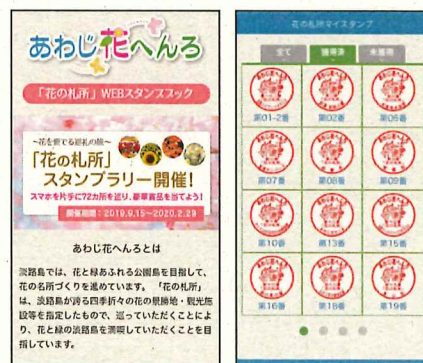 あわじ花へんろ
「花の札所」WEBスタンプブック
～花を愛でる巡礼の旅～
「花の札所」
スタンプラリー開催!
スマホを片手に72カ所を巡り、豪華賞品を当てよう!
開催期間:2019.9.15~2020.2.29
あわじ花へんろとは
淡路島では、花と緑あふれる公園島を目指して、
花の名所づくりを進めています。「花の札所」
は、淡路島が誇る四季折々の花の景勝地・観光施
設等を指定したもので、巡っていただくことによ
り、花と緑の淡路島を満喫していただくことを目
指しています。
花の札所マイスタンプ
全て 獲得済 未獲得
第01-2番 第02番 第06番
第07番 第08番 第09番
第10番 第13番 第15番
第16番 第18番 第19番